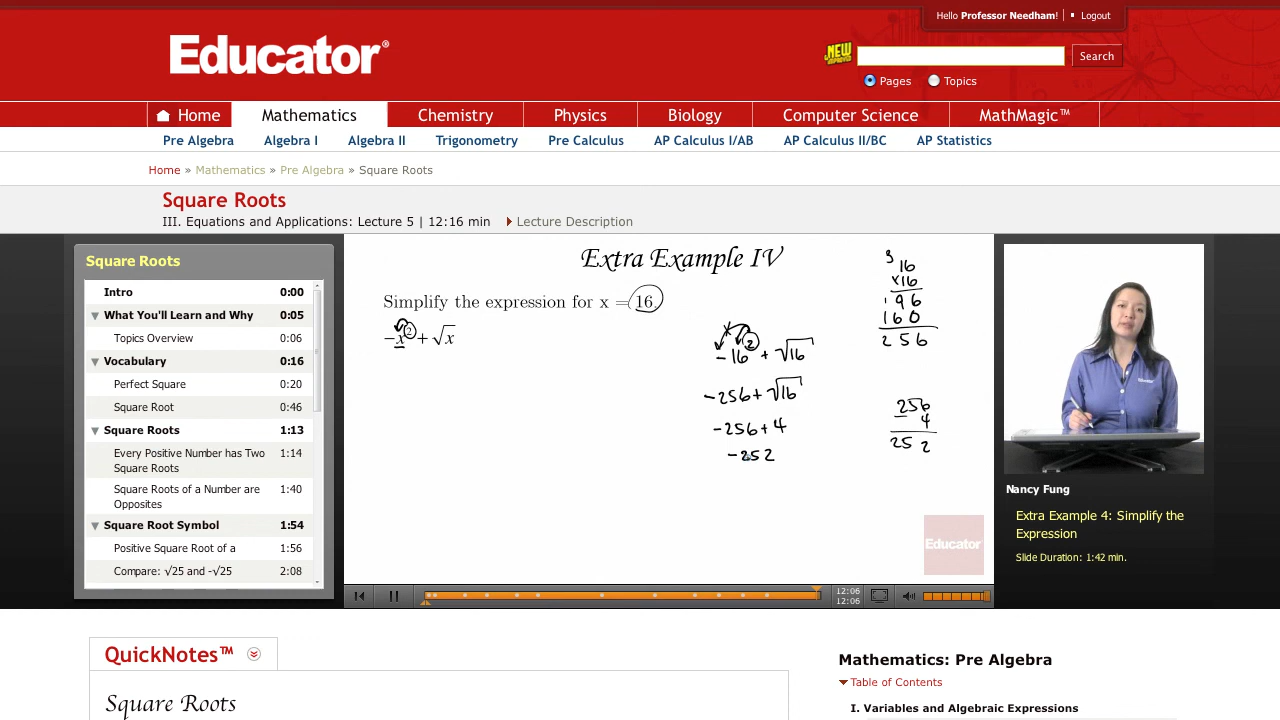 Hello Professor Needham! | ▪ Logout
Educator®
NEW
Search
Pages Topics
Home Mathematics Chemistry Physics Biology Computer Science MathMagic™
Pre Algebra Algebra I Algebra II Trigonometry Pre Calculus AP Calculus I/AB AP Calculus II/BC AP Statistics
Home » Mathematics » Pre Algebra » Square Roots
Square Roots
III. Equations and Applications: Lecture 5 | 12:16 min Lecture Description
Square Roots
Intro 0:00
What You'll Learn and Why 0:05
Topics Overview 0:06
Vocabulary 0:16
Perfect Square 0:20
Square Root 0:46
Square Roots 1:13
Every Positive Number has Two 1:14
Square Roots
Square Roots of a Number are 1:40
Opposites
Square Root Symbol 1:54
Positive Square Root of a 1:56
Compare: √25 and -√25 2:08
Extra Example IV
Simplify the expression for x = 16.
−x² + √x
-16² + √16
-256 + √16
-256 + 4
-252
3
16
x16
196
160
256
256
4
252
Educator
12:06
12:06
Educator
Nancy Fung
Extra Example 4: Simplify the
Expression
Slide Duration: 1:42 min.
QuickNotes™
Square Roots
Mathematics: Pre Algebra
Table of Contents
I. Variables and Algebraic Expressions